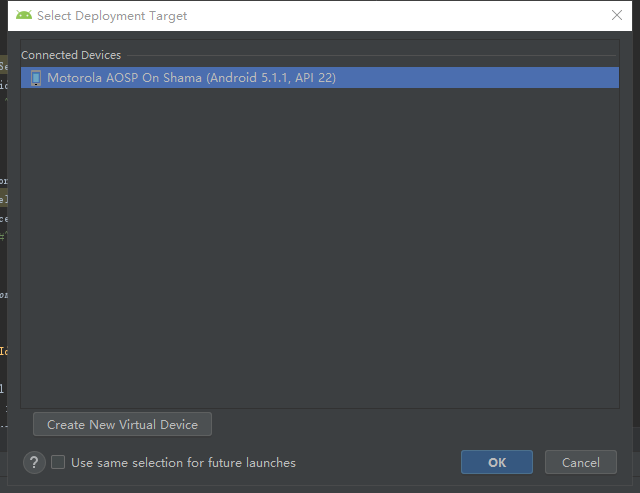 Select Deployment Target
Connected Devices
Motorola AOSP On Shama (Android 5.1.1, API 22)
Create New Virtual Device
?
Use same selection for future launches
OK
Cancel